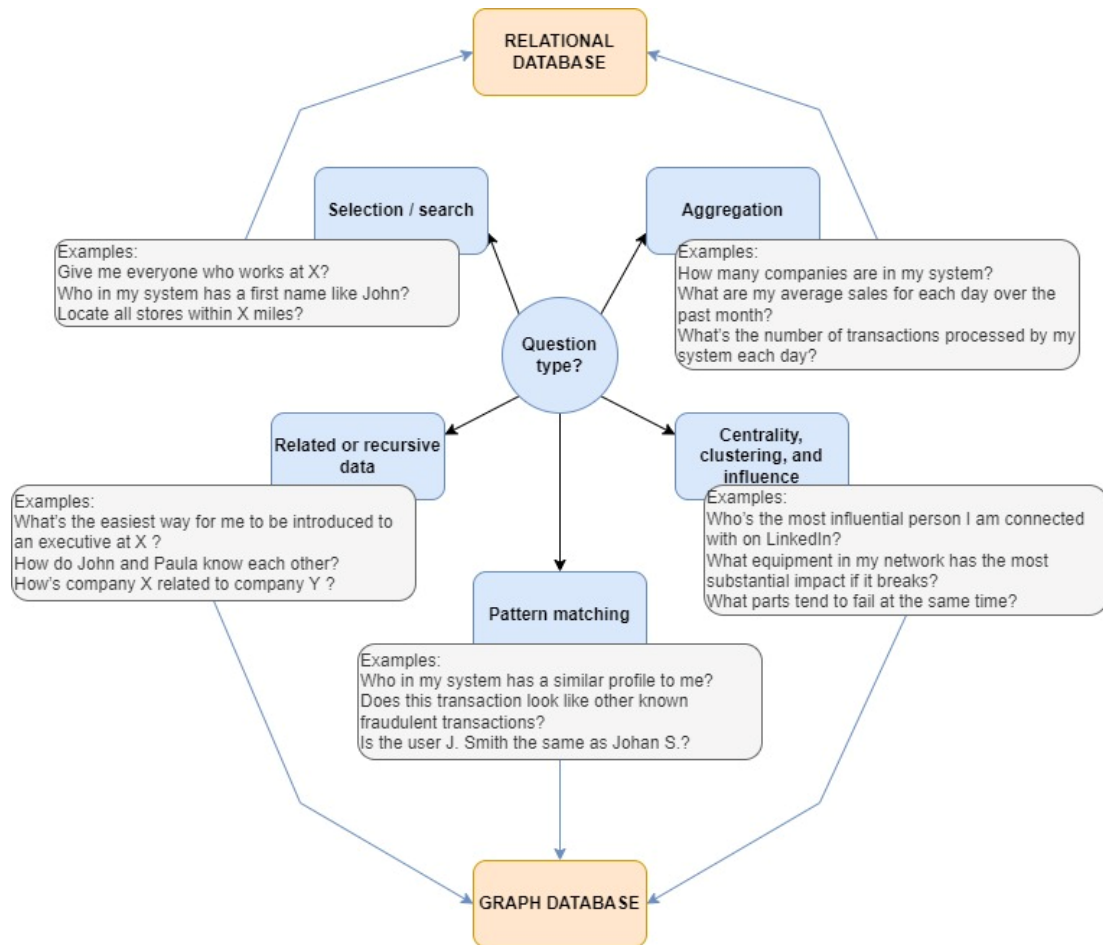 RELATIONAL
DATABASE
Selection / search
Examples:
Give me everyone who works at X?
Who in my system has a first name like John?
Locate all stores within X miles?
Aggregation
Examples:
How many companies are in my system?
What are my average sales for each day over the
past month?
What's the number of transactions processed by my
system each day?
Question
type?
Related or recursive
data
Examples:
What's the easiest way for me to be introduced to
an executive at X ?
How do John and Paula know each other?
How's company X related to company Y ?
Centrality,
clustering, and
influence
Examples:
Who's the most influential person I am connected
with on LinkedIn?
What equipment in my network has the most
substantial impact if it breaks?
What parts tend to fail at the same time?
Pattern matching
Examples:
Who in my system has a similar profile to me?
Does this transaction look like other known
fraudulent transactions?
Is the user J. Smith the same as Johan S.?
GRAPH DATABASE